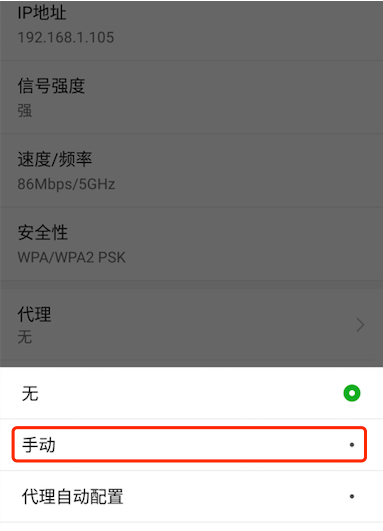 IP地址
192.168.1.105
信号强度
强
速度/频率
86Mbps/5GHz
安全性
WPA/WPA2 PSK
代理
无
无
手动
代理自动配置